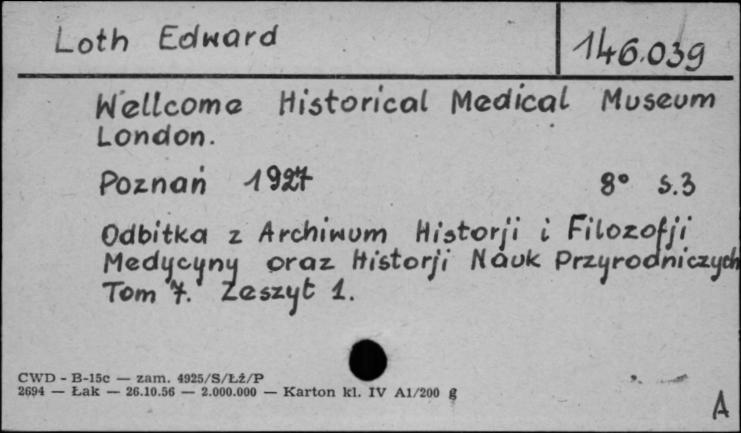 Loth Edward
146.039
Wellcome Historical Medical Museum
London.
Poznań 1927 8° s.3
Odbitka z Archiwum Historji i Filozofji
Medycyny oraz Historji Nauk Przyrodniczych
Tom 7. Zeszyt 1.
CWD - B-15c — zam. 4925/S/Łż/P
2694 — Łak — 26.10.56 — 2.000.000 — Karton kl. IV A1/200 g
A